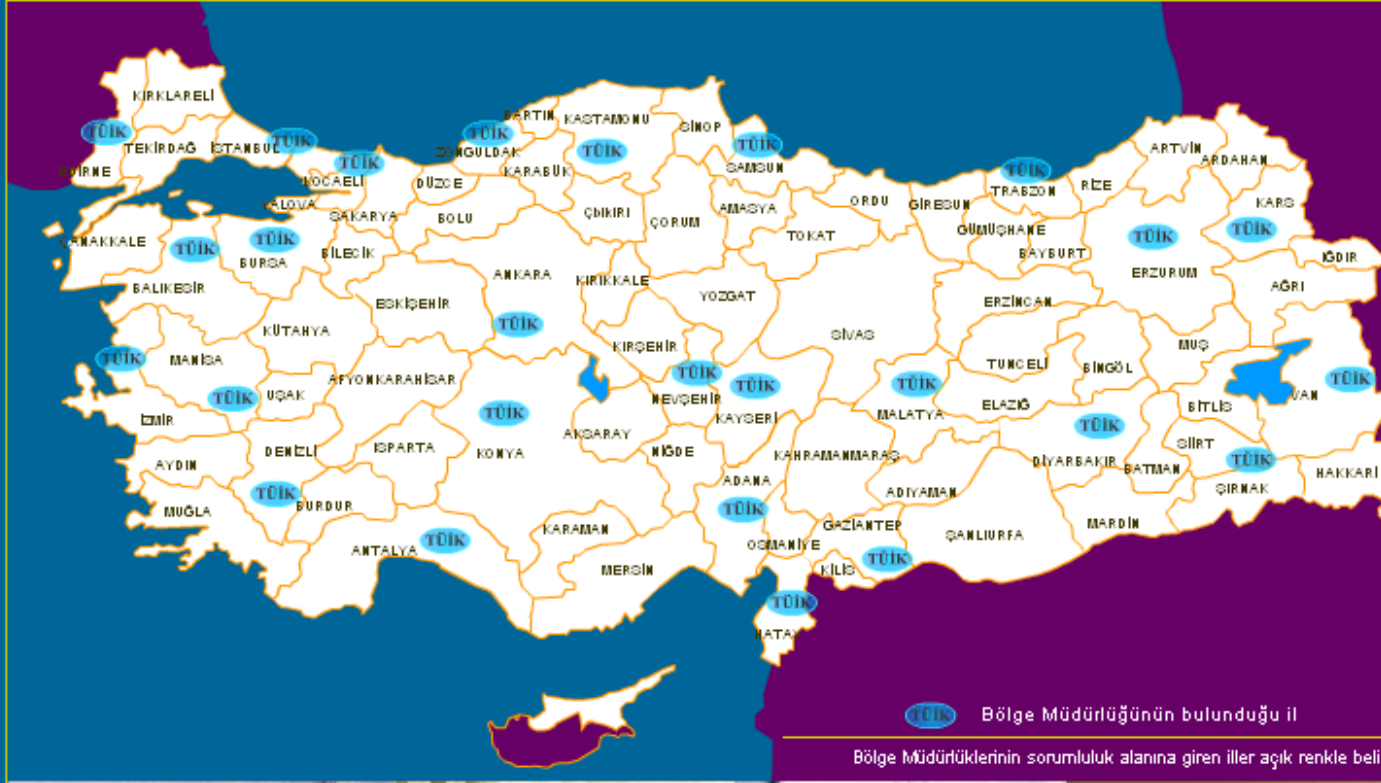 KIRKLARELİ
BARTIN
KASTAMONU
SİNOP
TÜİK
TÜİK
TÜİK
TÜİK
TEKİRDAĞ
İSTANBUL
ZONGULDAK
TÜİK
TÜİK
TÜİK
ARTVİN
ARDAHAN
EDİRNE
KOCAELİ
DÜZCE
KARABÜK
SAMSUN
TRABZON
RİZE
YALOVA
SAKARYA
BOLU
ÇORUM
AMASYA
ORDU
GİRESUN
KARS
ÇANAKKALE
TÜİK
TÜİK
BURSA
BİLECİK
TOKAT
GÜMÜŞHANE
BAYBURT
TÜİK
TÜİK
IĞDIR
BALIKESİR
ESKİŞEHİR
ANKARA
KIRIKKALE
YOZGAT
ERZİNCAN
ERZURUM
AĞRI
KÜTAHYA
TÜİK
KIRŞEHİR
SİVAS
MUŞ
TÜİK
MANİSA
TÜİK
TÜİK
TÜİK
TUNCELİ
BİNGÖL
TÜİK
TÜİK
UŞAK
AFYONKARAHİSAR
TÜİK
NEVŞEHİR
KAYSERİ
MALATYA
ELAZIĞ
BİTLİS
VAN
İZMİR
DENİZLİ
ISPARTA
KONYA
AKSARAY
NİĞDE
KAHRAMANMARAŞ
TÜİK
SİİRT
AYDIN
DİYARBAKIR
BATMAN
TÜİK
HAKKARİ
MUĞLA
TÜİK
BURDUR
ADANA
ADIYAMAN
ŞIRNAK
ANTALYA
TÜİK
KARAMAN
TÜİK
OSMANİYE
GAZİANTEP
ŞANLIURFA
MARDİN
MERSİN
KİLİS
TÜİK
TÜİK
HATAY
TÜİK Bölge Müdürlüğünün bulunduğu il
Bölge Müdürlüklerinin sorumluluk alanına giren iller açık renkle beli